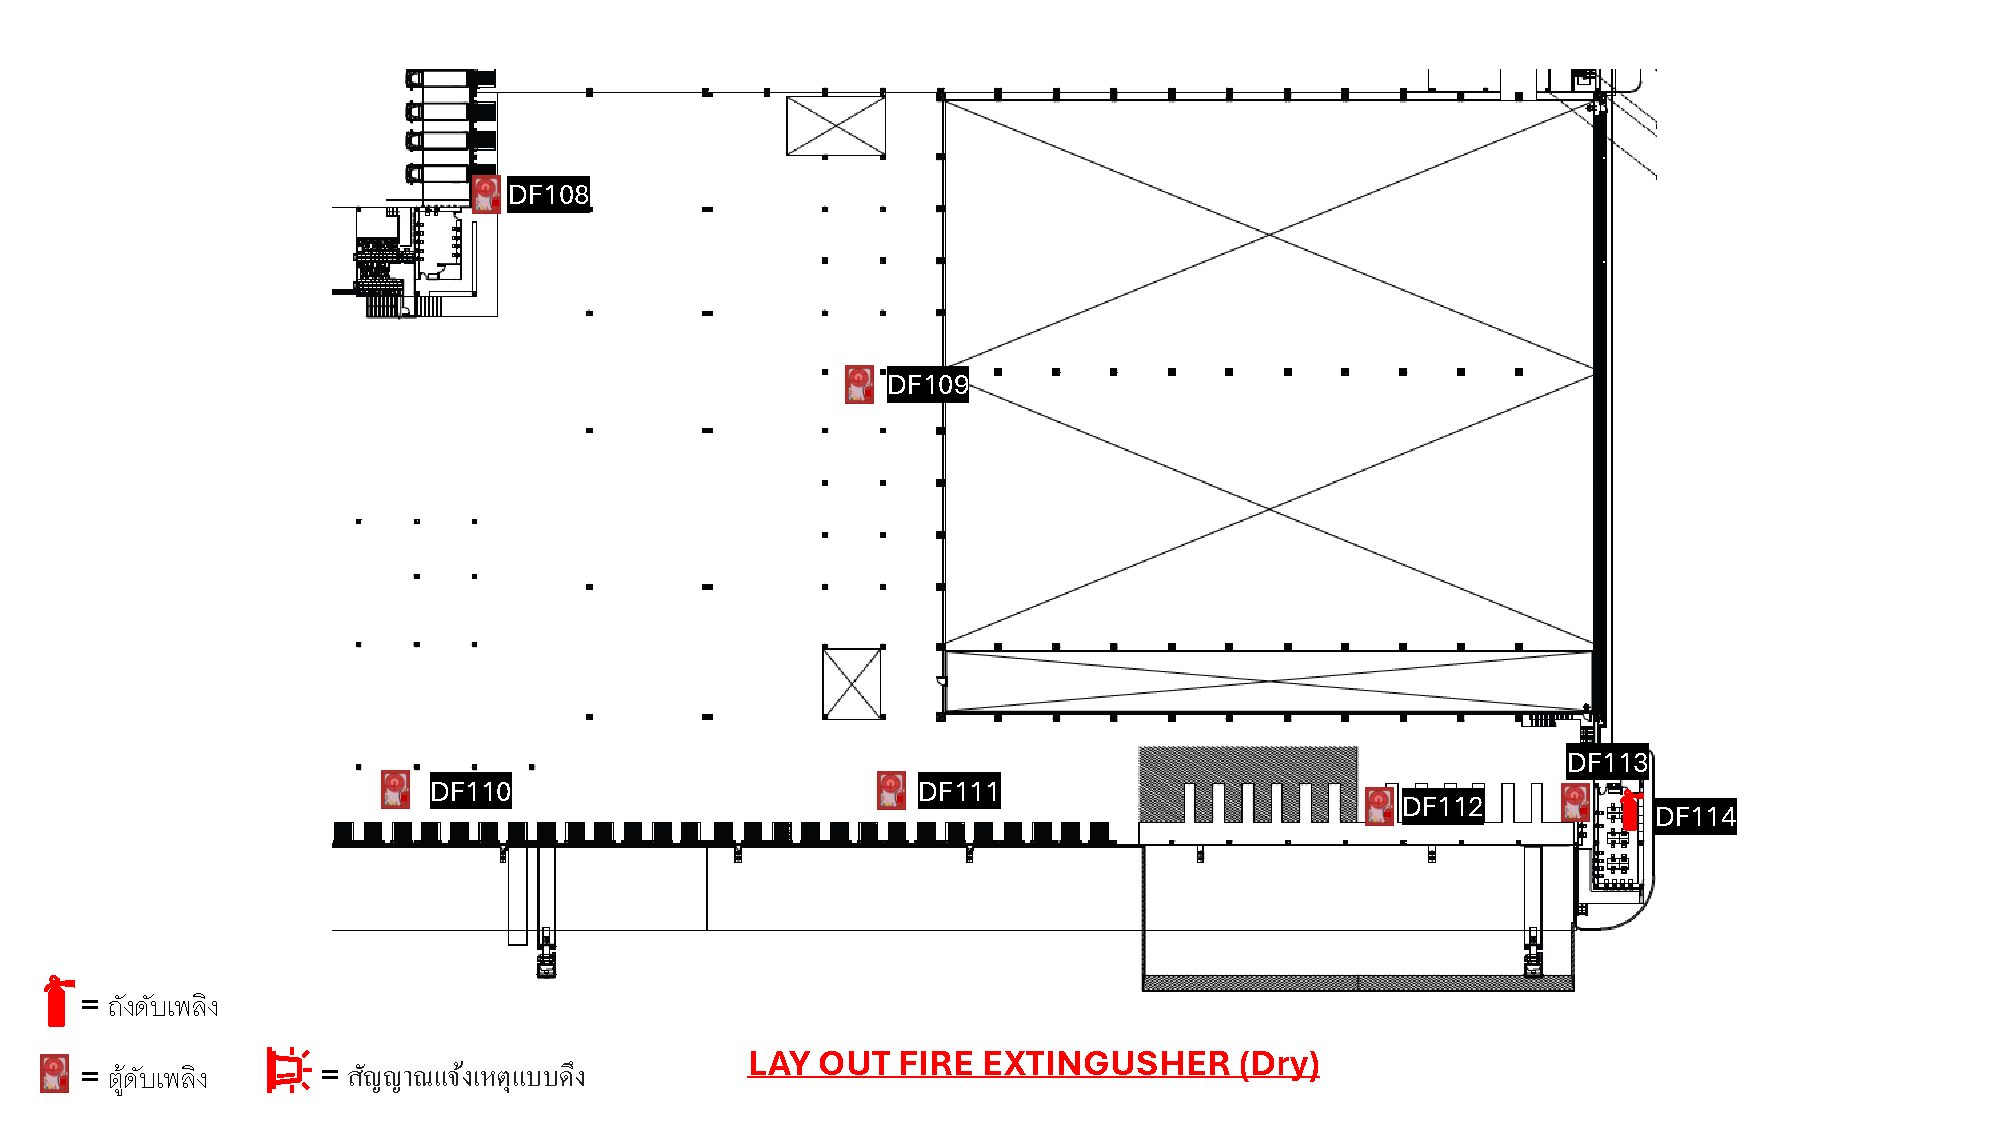 DF108
DF109
DF110
DF111
DF112
DF113
DF114
= ถังดับเพลิง
= ตู้ดับเพลิง
= สัญญาณแจ้งเหตุแบบดึง
LAY OUT FIRE EXTINGUSHER (Dry)